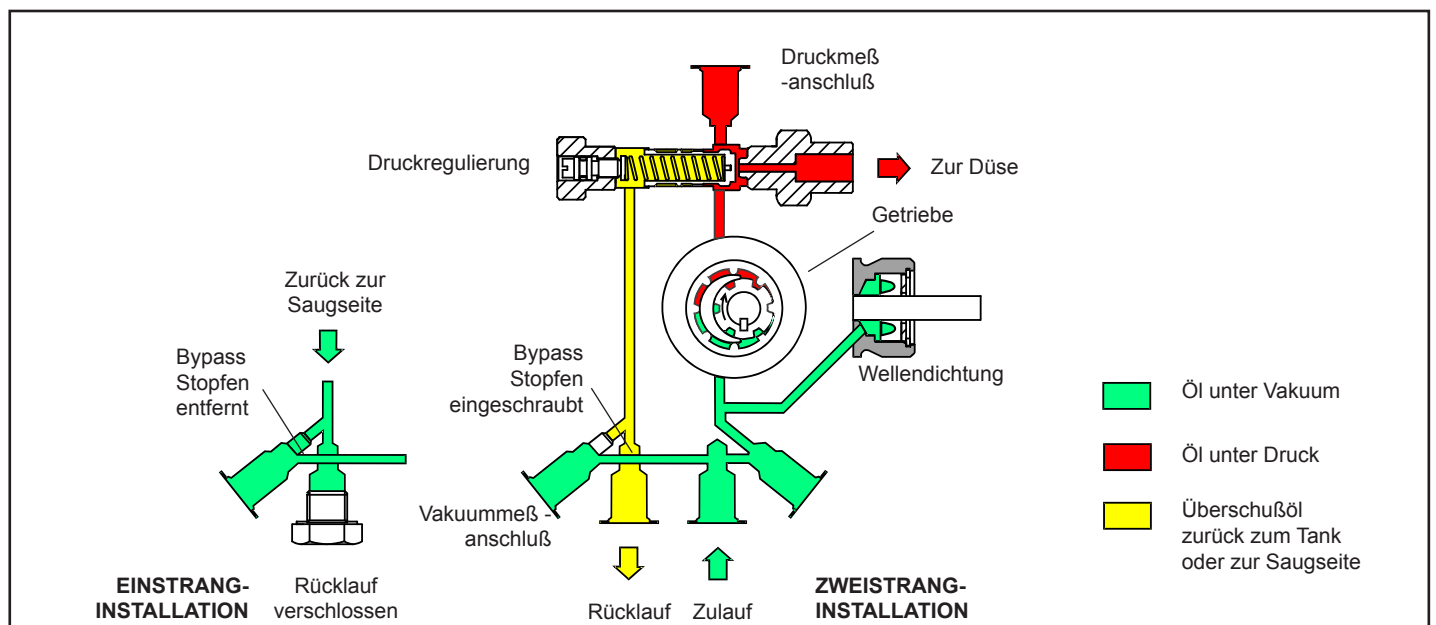 Druckmeß
-anschluß
Druckregulierung
Zur Düse
Getriebe
Zurück zur
Saugseite
Bypass
Stopfen
entfernt
Bypass
Stopfen
eingeschraubt
Wellendichtung
Öl unter Vakuum
Öl unter Druck
Überschußöl
zurück zum Tank
oder zur Saugseite
Vakuummeß -
anschluß
EINSTRANG-
INSTALLATION
Rücklauf
verschlossen
Rücklauf
Zulauf
ZWEISTRANG-
INSTALLATION